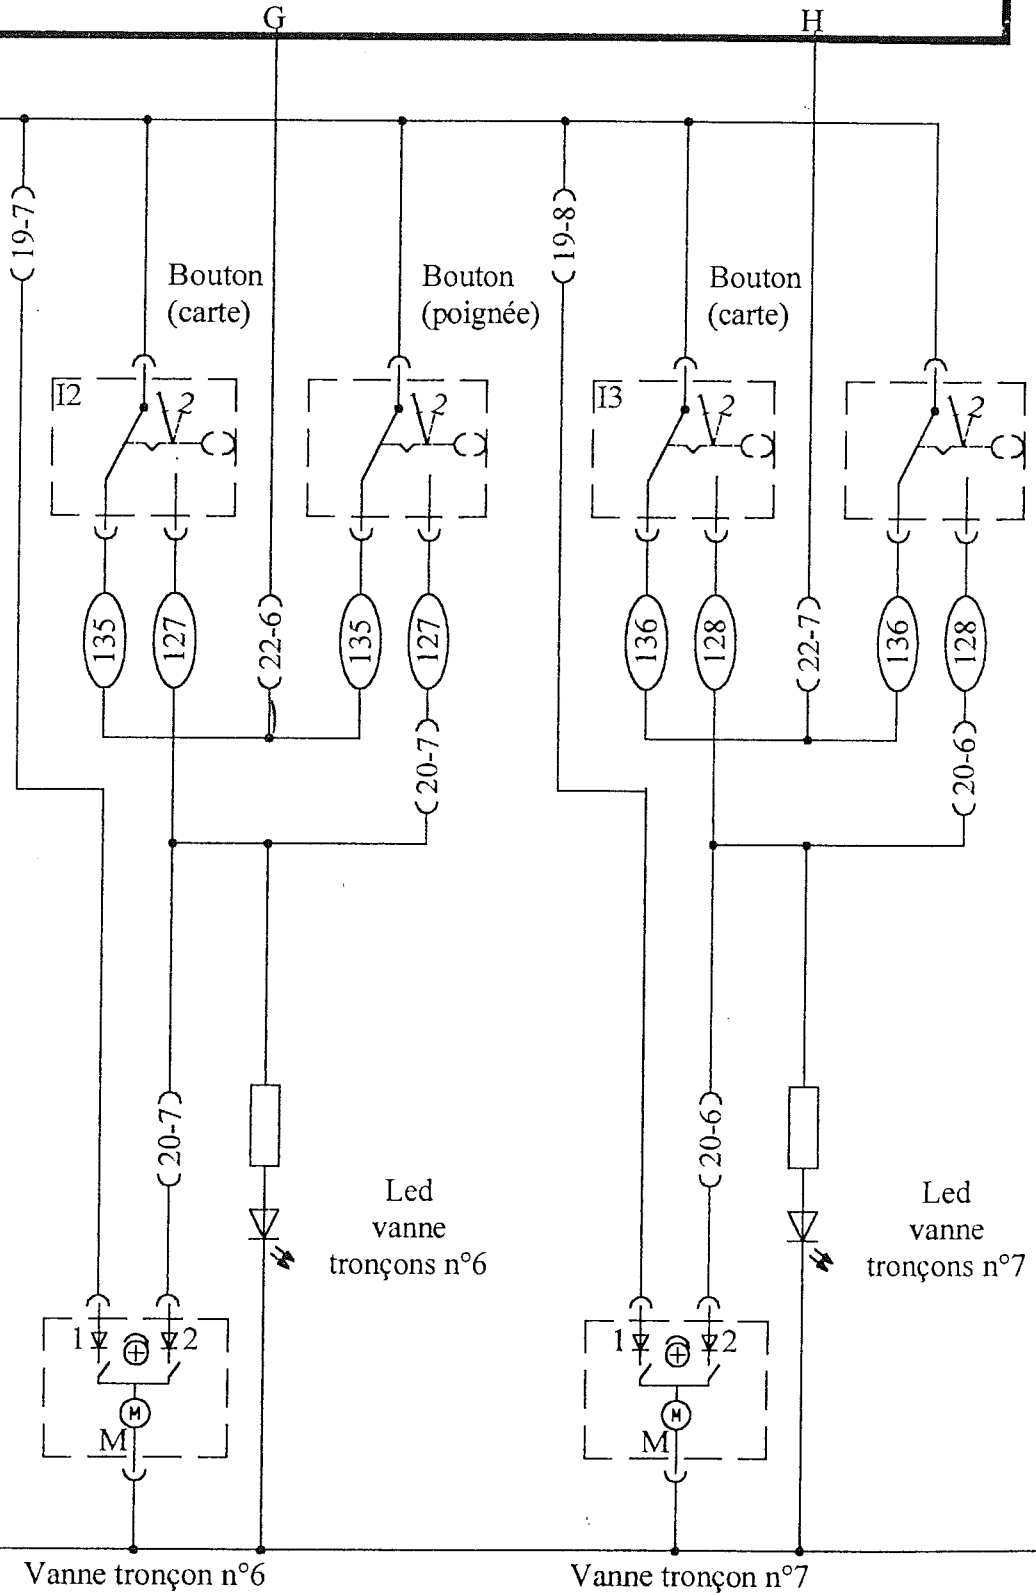 G
H
19-7
19-8
Bouton
(carte)
Bouton
(poignée)
Bouton
(carte)
I2
2
2
I3
2
2
135
127
22-6
135
127
136
128
22-7
136
128
20-7
20-6
20-7
20-6
Led
vanne
tronçons n°6
Led
vanne
tronçons n°7
1
2
1
2
M
M
M
M
Vanne tronçon n°6
Vanne tronçon n°7